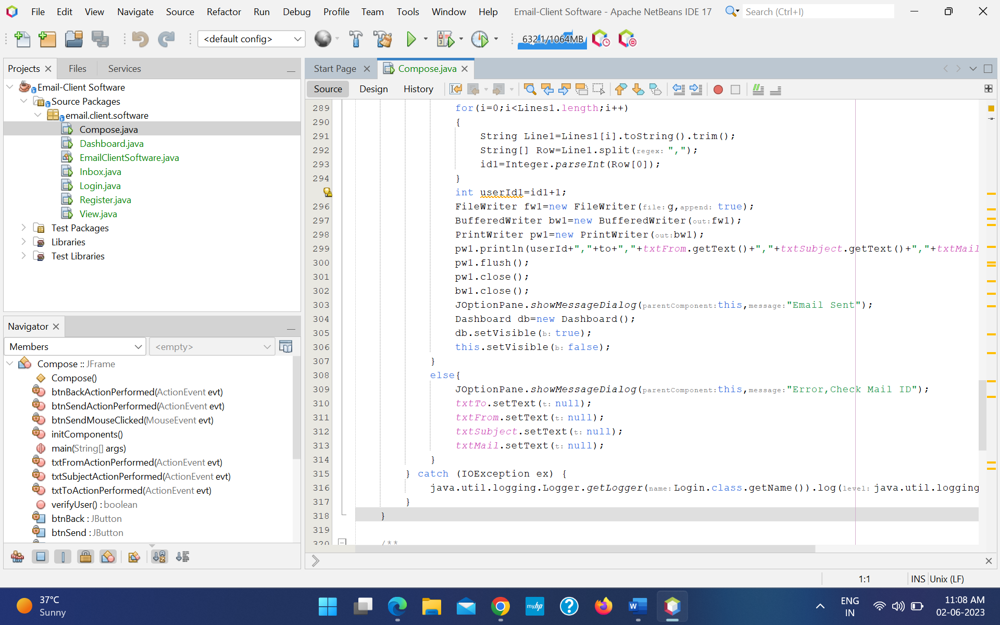 File Edit View Navigate Source Refactor Run Debug Profile Team Tools Window Help Email-Client Software - Apache NetBeans IDE 17 Search (Ctrl+I)
<default config> 632.1/1064MB
Projects Files Services
Email-Client Software
Source Packages
email.client.software
Compose.java
Dashboard.java
EmailClientSoftware.java
Inbox.java
Login.java
Register.java
View.java
Test Packages
Libraries
Test Libraries
Navigator
Members <empty>
Compose :: JFrame
Compose()
btnBackActionPerformed(ActionEvent evt)
btnSendActionPerformed(ActionEvent evt)
btnSendMouseClicked(MouseEvent evt)
initComponents()
main(String[] args)
txtFromActionPerformed(ActionEvent evt)
txtSubjectActionPerformed(ActionEvent evt)
txtToActionPerformed(ActionEvent evt)
verifyUser() : boolean
btnBack : JButton
btnSend : JButton
Start Page Compose.java
Source Design History
289 for(i=0;i<Lines1.length;i++)
290 {
291 String Line1=Lines1[i].toString().trim();
292 String[] Row=Line1.split(regex: ",");
293 id1=Integer.parseInt(Row[0]);
294 }
int userId1=id1+1;
296 FileWriter fw1=new FileWriter(file: g,append: true);
297 BufferedWriter bw1=new BufferedWriter(out:fw1);
298 PrintWriter pw1=new PrintWriter(out:bw1);
299 pw1.println(userId+","+to+","+txtFrom.getText()+","+txtSubject.getText()+","+txtMail
300 pw1.flush();
301 pw1.close();
302 bw1.close();
303 JOptionPane.showMessageDialog(parentComponent:this,message:"Email Sent");
304 Dashboard db=new Dashboard();
305 db.setVisible(b: true);
306 this.setVisible(b: false);
307 }
308 else{
309 JOptionPane.showMessageDialog(parentComponent:this,message:"Error,Check Mail ID");
310 txtTo.setText(t: null);
311 txtFrom.setText(t: null);
312 txtSubject.setText(t: null);
313 txtMail.setText(t: null);
314 }
315 } catch (IOException ex) {
316 java.util.logging.Logger.getLogger(name: Login.class.getName()).log(level: java.util.logging
317 }
318 }
319
320 /**
1:1 INS Unix (LF)
37°C
Sunny
myhp
W
ENG
IN
11:08 AM
02-06-2023